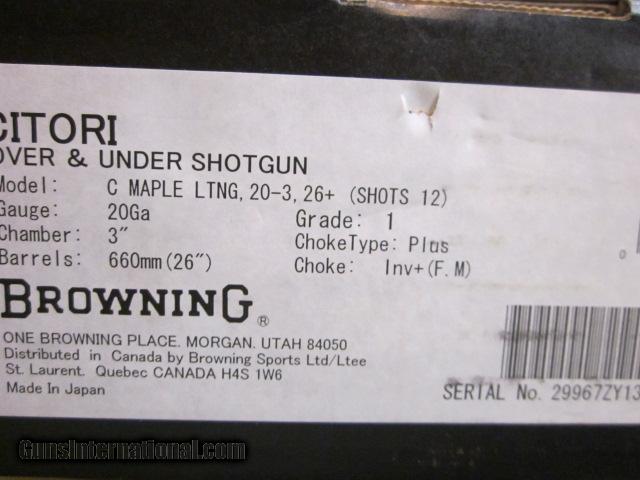 CITORI
OVER & UNDER SHOTGUN
Model: C MAPLE LTNG, 20-3, 26+ (SHOTS 12)
Gauge: 20Ga Grade: 1
Chamber: 3" ChokeType: Plus
Barrels: 660mm(26") Choke: Inv+(F.M)
BROWNING®
ONE BROWNING PLACE. MORGAN. UTAH 84050
Distributed in Canada by Browning Sports Ltd/Ltee
St. Laurent. Quebec CANADA H4S 1W6
Made In Japan
0
SERIAL No. 29967ZY13
GunsInternational.com